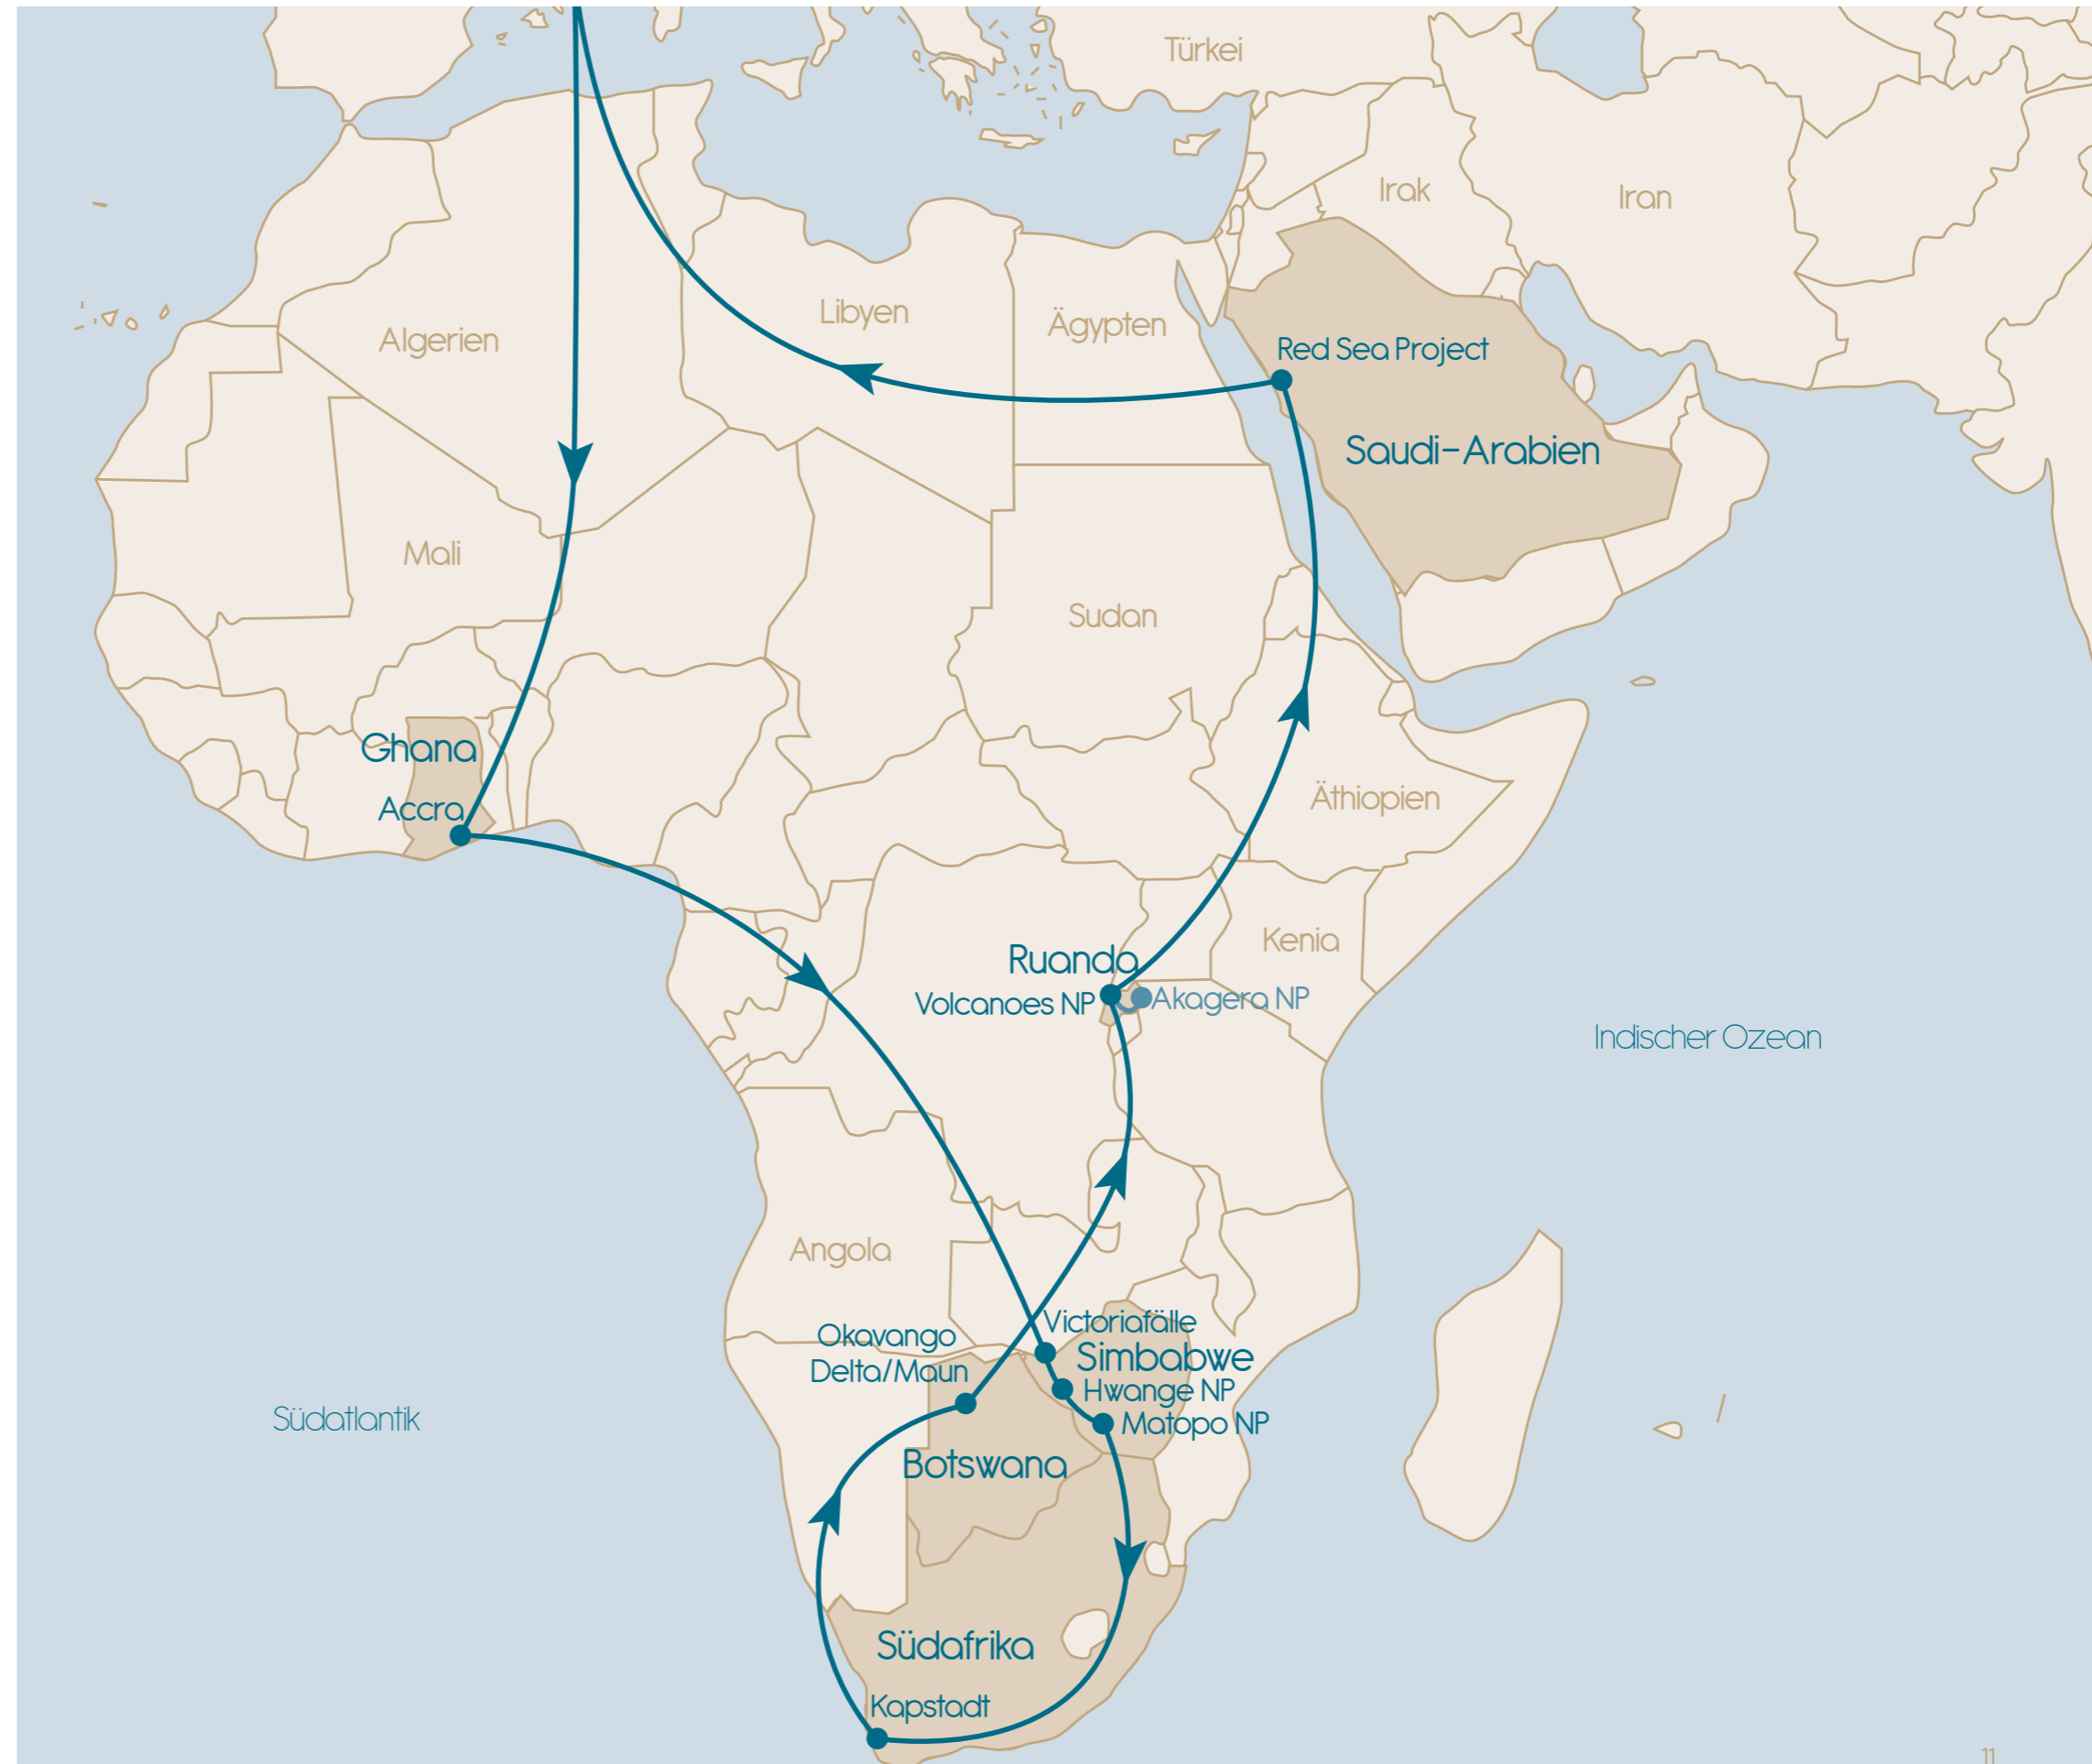 Türkei
Irak
Iran
Libyen
Ägypten
Algerien
Red Sea Project
Saudi-Arabien
Mali
Sudan
Ghana
Accra
Äthiopien
Kenia
Ruanda
Volcanoes NP
Akagera NP
Indischer Ozean
Angola
Victoriafälle
Okavango
Delta/Maun
Simbabwe
Hwange NP
Matopo NP
Südatlantik
Botswana
Südafrika
Kapstadt
11